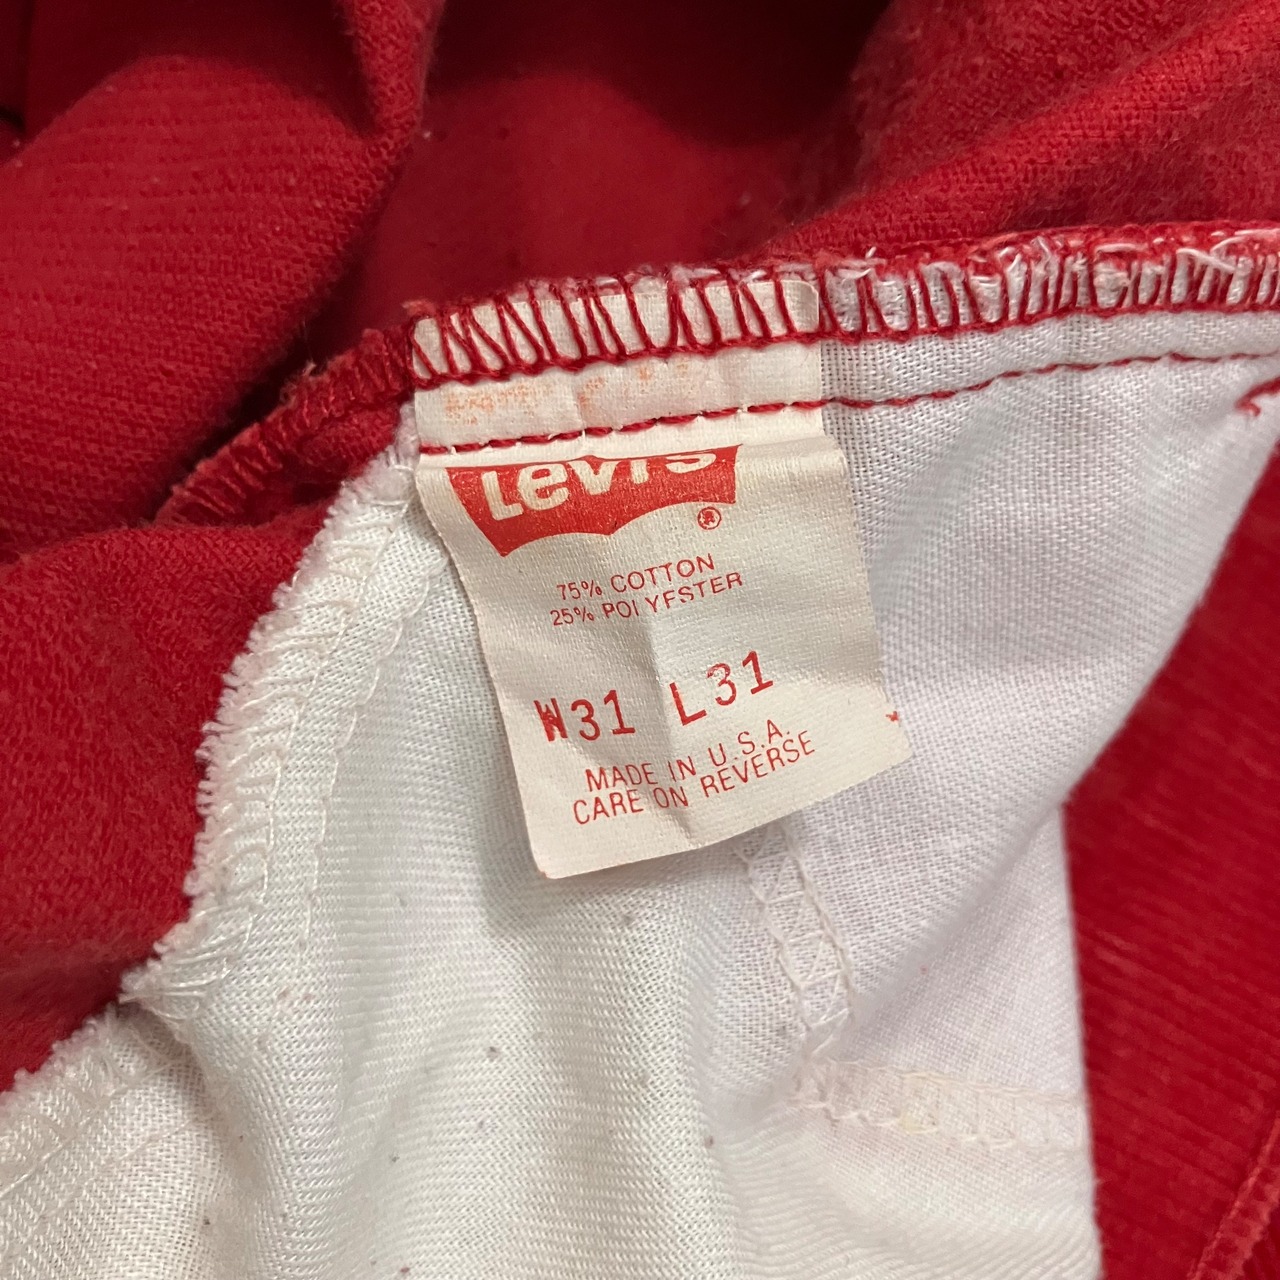 Levi's
®
75% COTTON
25% POLYESTER
W31 L31
MADE IN U.S.A.
CARE ON REVERSE